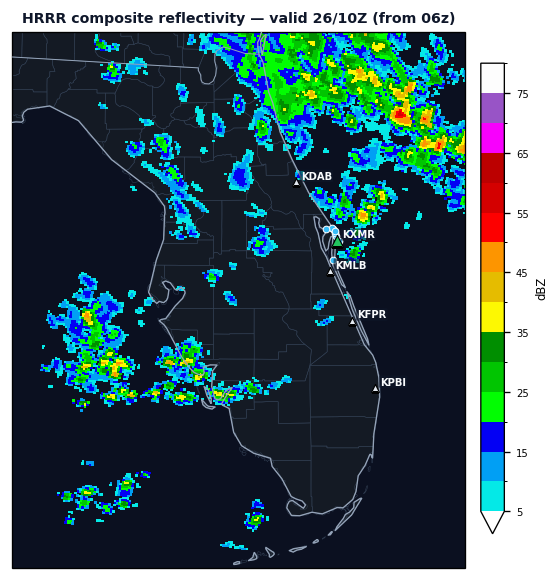 HRRR composite reflectivity — valid 26/10Z (from 06z)
KDAB
KXMR
KMLB
KFPR
KPBI
75
65
55
45
35
25
15
5
dBZ